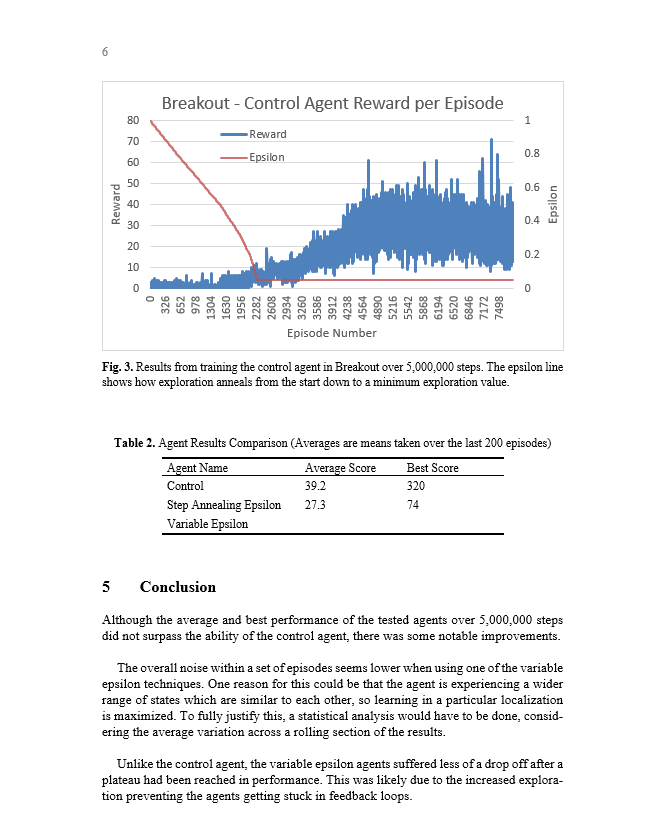 6
Breakout - Control Agent Reward per Episode
Reward
Epsilon
80
70
60
50
40
30
20
10
0
1
0.8
0.6
0.4
0.2
0
Reward
Epsilon
0 326 652 978 1304 1630 1956 2282 2608 2934 3260 3586 3912 4238 4564 4890 5216 5542 5868 6194 6520 6846 7172 7498
Episode Number
Fig. 3. Results from training the control agent in Breakout over 5,000,000 steps. The epsilon line
shows how exploration anneals from the start down to a minimum exploration value.
Table 2. Agent Results Comparison (Averages are means taken over the last 200 episodes)
Agent Name Average Score Best Score
Control 39.2 320
Step Annealing Epsilon 27.3 74
Variable Epsilon
5 Conclusion
Although the average and best performance of the tested agents over 5,000,000 steps
did not surpass the ability of the control agent, there was some notable improvements.
The overall noise within a set of episodes seems lower when using one of the variable
epsilon techniques. One reason for this could be that the agent is experiencing a wider
range of states which are similar to each other, so learning in a particular localization
is maximized. To fully justify this, a statistical analysis would have to be done, consid-
ering the average variation across a rolling section of the results.
Unlike the control agent, the variable epsilon agents suffered less of a drop off after a
plateau had been reached in performance. This was likely due to the increased explora-
tion preventing the agents getting stuck in feedback loops.